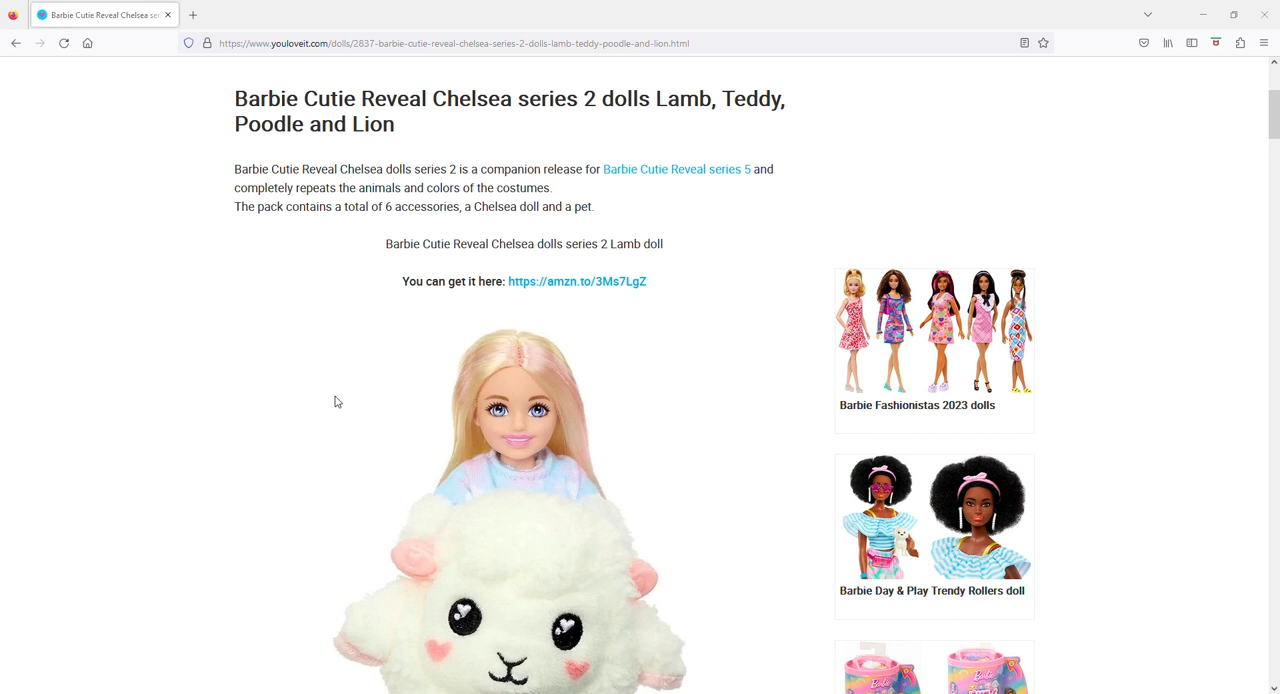 Barbie Cutie Reveal Chelsea ser
https://www.youloveit.com/dolls/2837-barbie-cutie-reveal-chelsea-series-2-dolls-lamb-teddy-poodle-and-lion.html
Barbie Cutie Reveal Chelsea series 2 dolls Lamb, Teddy,
Poodle and Lion
Barbie Cutie Reveal Chelsea dolls series 2 is a companion release for Barbie Cutie Reveal series 5 and
completely repeats the animals and colors of the costumes.
The pack contains a total of 6 accessories, a Chelsea doll and a pet.
Barbie Cutie Reveal Chelsea dolls series 2 Lamb doll
You can get it here: https://amzn.to/3Ms7LgZ
Barbie Fashionistas 2023 dolls
Barbie Day & Play Trendy Rollers doll
Barbie
Barbie